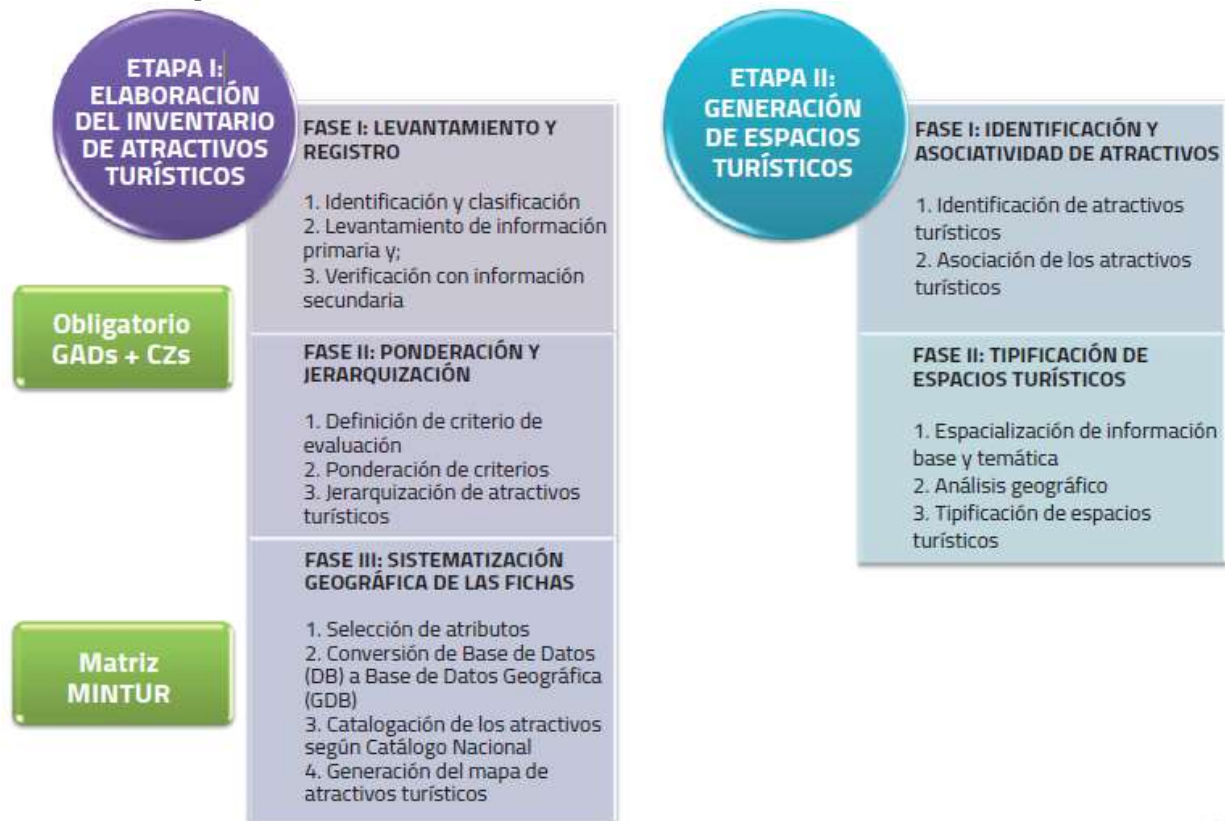 ETAPA I:
ELABORACIÓN
DEL INVENTARIO
DE ATRACTIVOS
TURÍSTICOS
FASE I: LEVANTAMIENTO Y
REGISTRO
1. Identificación y clasificación
2. Levantamiento de información
primaria y;
3. Verificación con información
secundaria
Obligatorio
GADs + CZs
FASE II: PONDERACIÓN Y
JERARQUIZACIÓN
1. Definición de criterio de
evaluación
2. Ponderación de criterios
3. Jerarquización de atractivos
turísticos
FASE III: SISTEMATIZACIÓN
GEOGRÁFICA DE LAS FICHAS
Matriz
MINTUR
1. Selección de atributos
2. Conversión de Base de Datos
(DB) a Base de Datos Geográfica
(GDB)
3. Catalogación de los atractivos
según Catálogo Nacional
4. Generación del mapa de
atractivos turísticos
ETAPA II:
GENERACIÓN
DE ESPACIOS
TURÍSTICOS
FASE I: IDENTIFICACIÓN Y
ASOCIATIVIDAD DE ATRACTIVOS
1. Identificación de atractivos
turísticos
2. Asociación de los atractivos
turísticos
FASE II: TIPIFICACIÓN DE
ESPACIOS TURÍSTICOS
1. Espacialización de información
base y temática
2. Análisis geográfico
3. Tipificación de espacios
turísticos